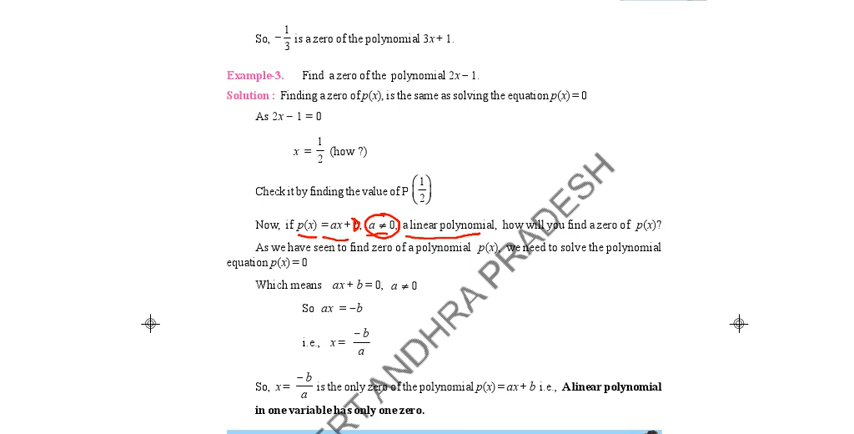 So, −1/3 is a zero of the polynomial 3x + 1.
Example-3. Find a zero of the polynomial 2x − 1.
Solution : Finding a zero of p(x), is the same as solving the equation p(x) = 0
As 2x − 1 = 0
x = 1/2 (how ?)
Check it by finding the value of P (1/2)
Now, if p(x) = ax + b, a ≠ 0, a linear polynomial, how will you find a zero of p(x)?
As we have seen to find zero of a polynomial p(x), we need to solve the polynomial
equation p(x) = 0
Which means ax + b = 0, a ≠ 0
So ax = −b
i.e., x = −b/a
So, x = −b/a is the only zero of the polynomial p(x) = ax + b i.e., A linear polynomial
in one variable has only one zero.
ERT ANDHRA PRADESH